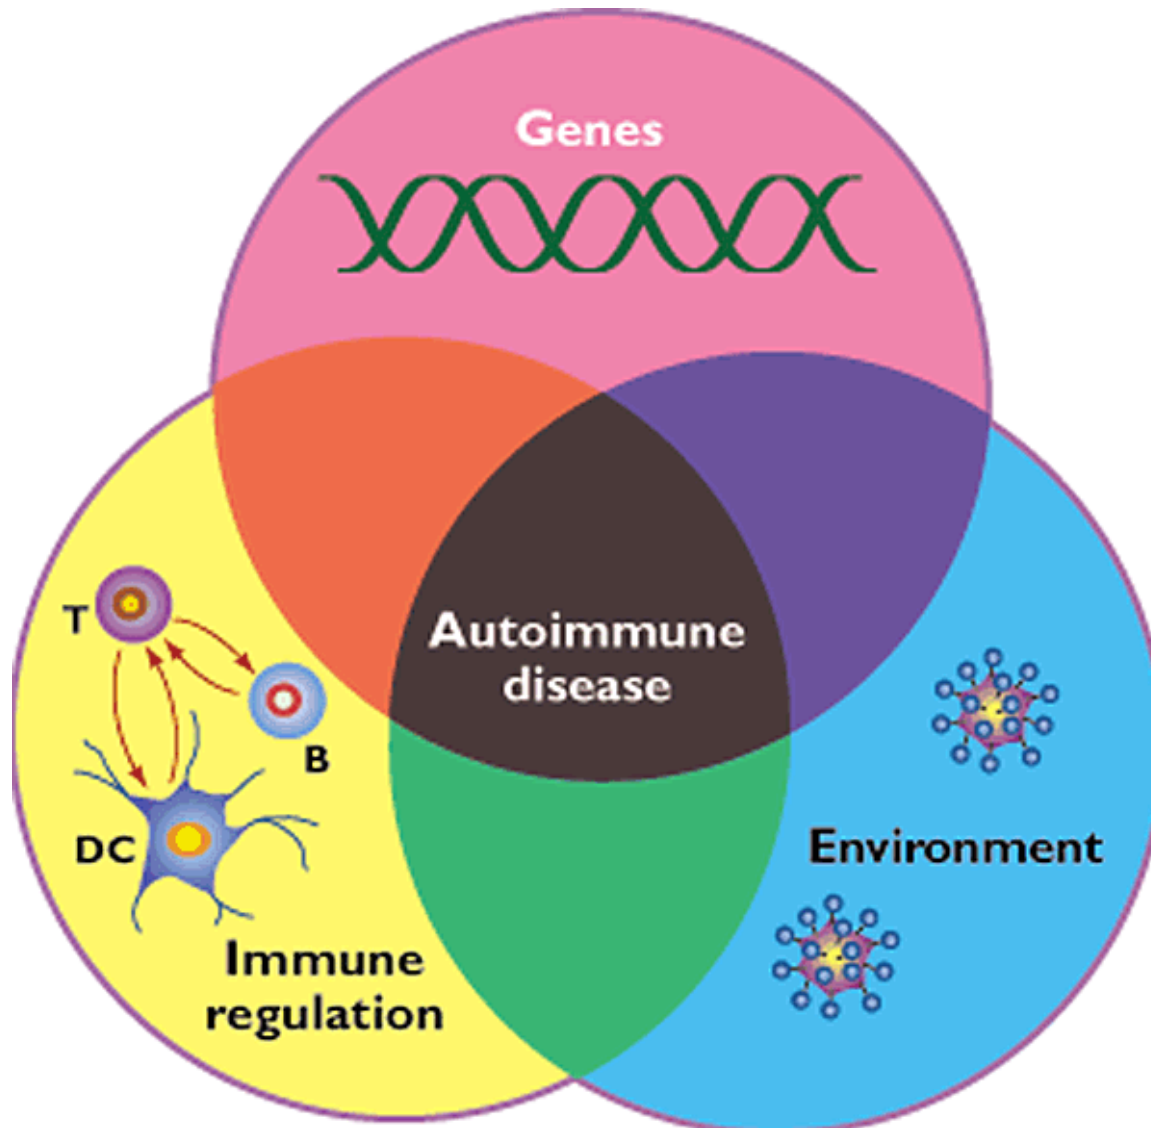 Genes
Autoimmune
disease
T
B
DC
Environment
Immune
regulation